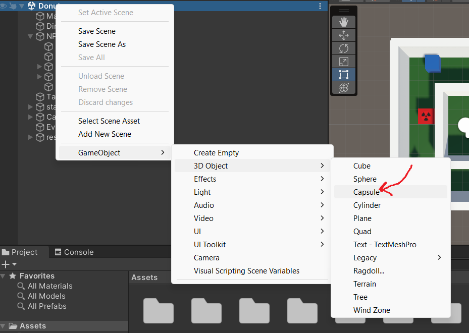 Donu
Set Active Scene
Save Scene
Save Scene As
Save All
Unload Scene
Remove Scene
Discard changes
Select Scene Asset
Add New Scene
GameObject
Create Empty
3D Object
Effects
Light
Audio
Video
UI
UI Toolkit
Camera
Visual Scripting Scene Variables
Cube
Sphere
Capsule
Cylinder
Plane
Quad
Text - TextMeshPro
Legacy
Ragdoll...
Terrain
Tree
Wind Zone
Ma
Dir
NP
Ta
sta
Ca
Ev
res
Project
Console
Favorites
All Materials
All Models
All Prefabs
Assets
Assets